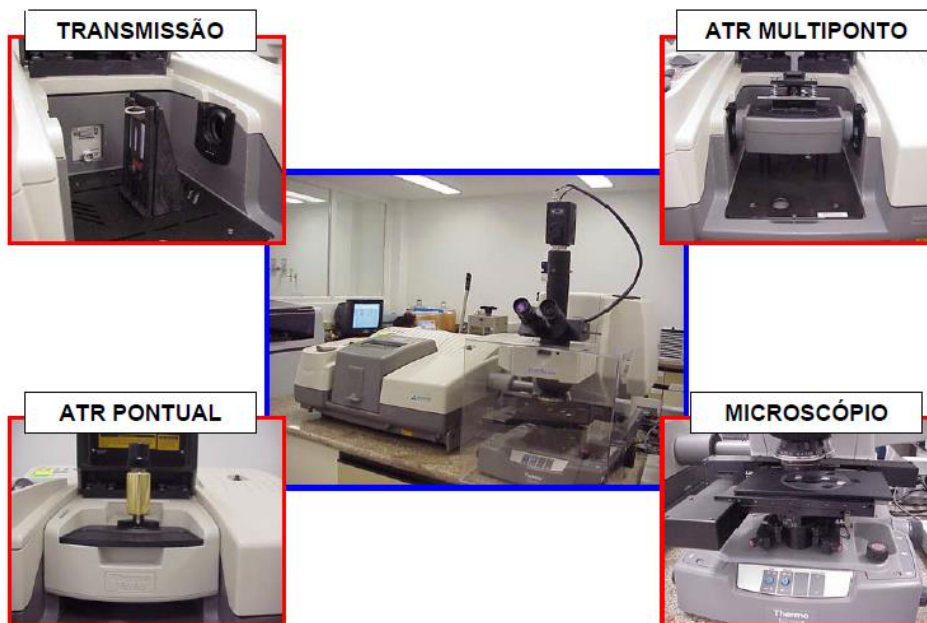 TRANSMISSÃO
ATR MULTIPONTO
ATR PONTUAL
MICROSCÓPIO
Thermo